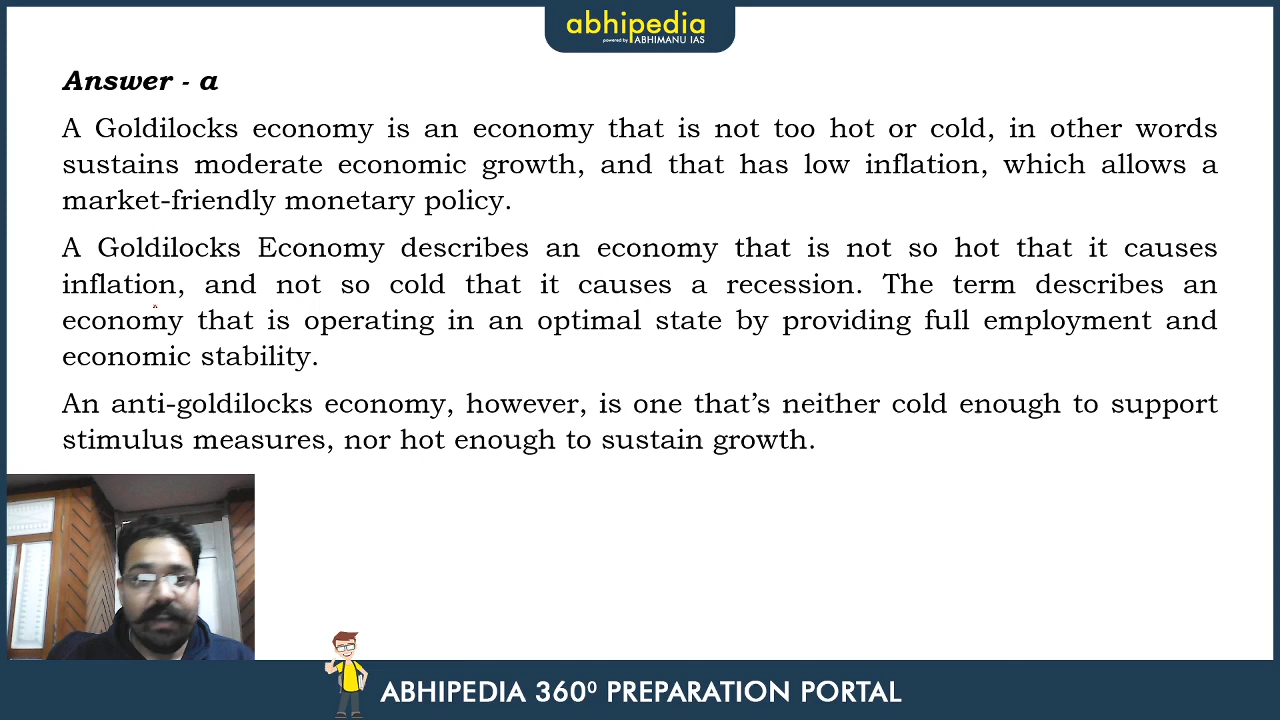 abhipedia
powered by ABHIMANU IAS
Answer - a
A Goldilocks economy is an economy that is not too hot or cold, in other words
sustains moderate economic growth, and that has low inflation, which allows a
market-friendly monetary policy.
A Goldilocks Economy describes an economy that is not so hot that it causes
inflation, and not so cold that it causes a recession. The term describes an
economy that is operating in an optimal state by providing full employment and
economic stability.
An anti-goldilocks economy, however, is one that’s neither cold enough to support
stimulus measures, nor hot enough to sustain growth.
ABHIPEDIA 360⁰ PREPARATION PORTAL